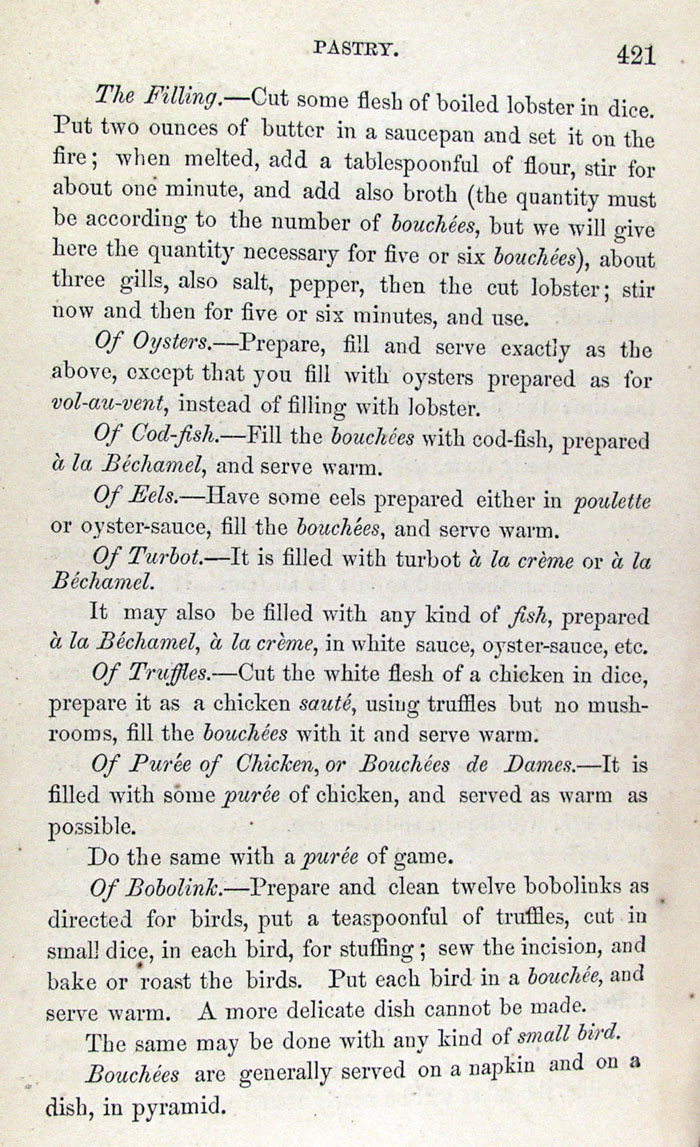 PASTRY. 421
The Filling.—Cut some flesh of boiled lobster in dice.
Put two ounces of butter in a saucepan and set it on the
fire; when melted, add a tablespoonful of flour, stir for
about one minute, and add also broth (the quantity must
be according to the number of bouchées, but we will give
here the quantity necessary for five or six bouchées), about
three gills, also salt, pepper, then the cut lobster; stir
now and then for five or six minutes, and use.
Of Oysters.—Prepare, fill and serve exactly as the
above, except that you fill with oysters prepared as for
vol-au-vent, instead of filling with lobster.
Of Cod-fish.—Fill the bouchées with cod-fish, prepared
à la Béchamel, and serve warm.
Of Eels.—Have some eels prepared either in poulette
or oyster-sauce, fill the bouchées, and serve warm.
Of Turbot.—It is filled with turbot à la crème or à la
Béchamel.
It may also be filled with any kind of fish, prepared
à la Béchamel, à la crème, in white sauce, oyster-sauce, etc.
Of Truffles.—Cut the white flesh of a chicken in dice,
prepare it as a chicken sauté, using truffles but no mush-
rooms, fill the bouchées with it and serve warm.
Of Purée of Chicken, or Bouchées de Dames.—It is
filled with some purée of chicken, and served as warm as
possible.
Do the same with a purée of game.
Of Bobolink.—Prepare and clean twelve bobolinks as
directed for birds, put a teaspoonful of truffles, cut in
small dice, in each bird, for stuffing; sew the incision, and
bake or roast the birds. Put each bird in a bouchée, and
serve warm. A more delicate dish cannot be made.
The same may be done with any kind of small bird.
Bouchées are generally served on a napkin and on a
dish, in pyramid.